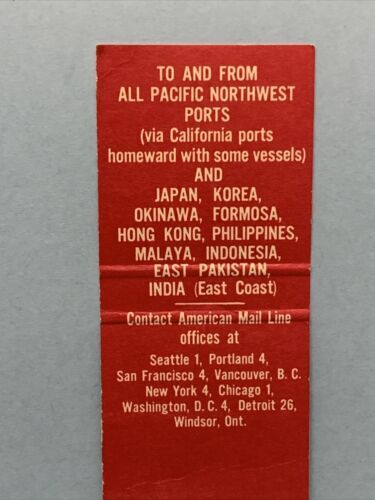 TO AND FROM
ALL PACIFIC NORTHWEST
PORTS
(via California ports
homeward with some vessels)
AND
JAPAN, KOREA,
OKINAWA, FORMOSA,
HONG KONG, PHILIPPINES,
MALAYA, INDONESIA,
EAST PAKISTAN,
INDIA (East Coast)
Contact American Mail Line
offices at
Seattle 1, Portland 4,
San Francisco 4, Vancouver, B. C.
New York 4, Chicago 1,
Washington, D. C. 4, Detroit 26,
Windsor, Ont.